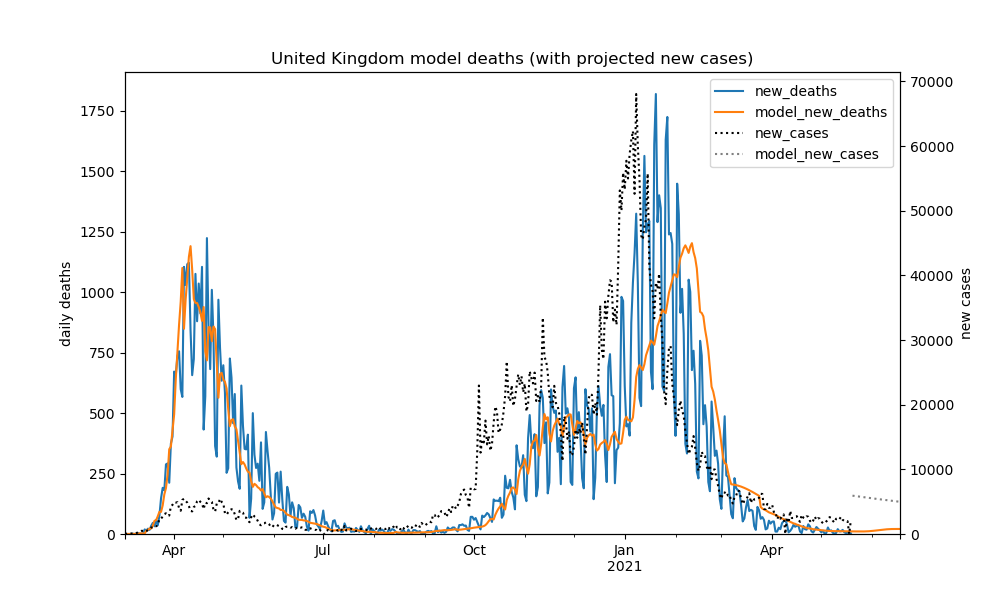 United Kingdom model deaths (with projected new cases)
new_deaths
model_new_deaths
new_cases
model_new_cases
daily deaths
1750
1500
1250
1000
750
500
250
0
70000
60000
50000
40000
30000
20000
10000
0
new cases
Apr
Jul
Oct
Jan
2021
Apr